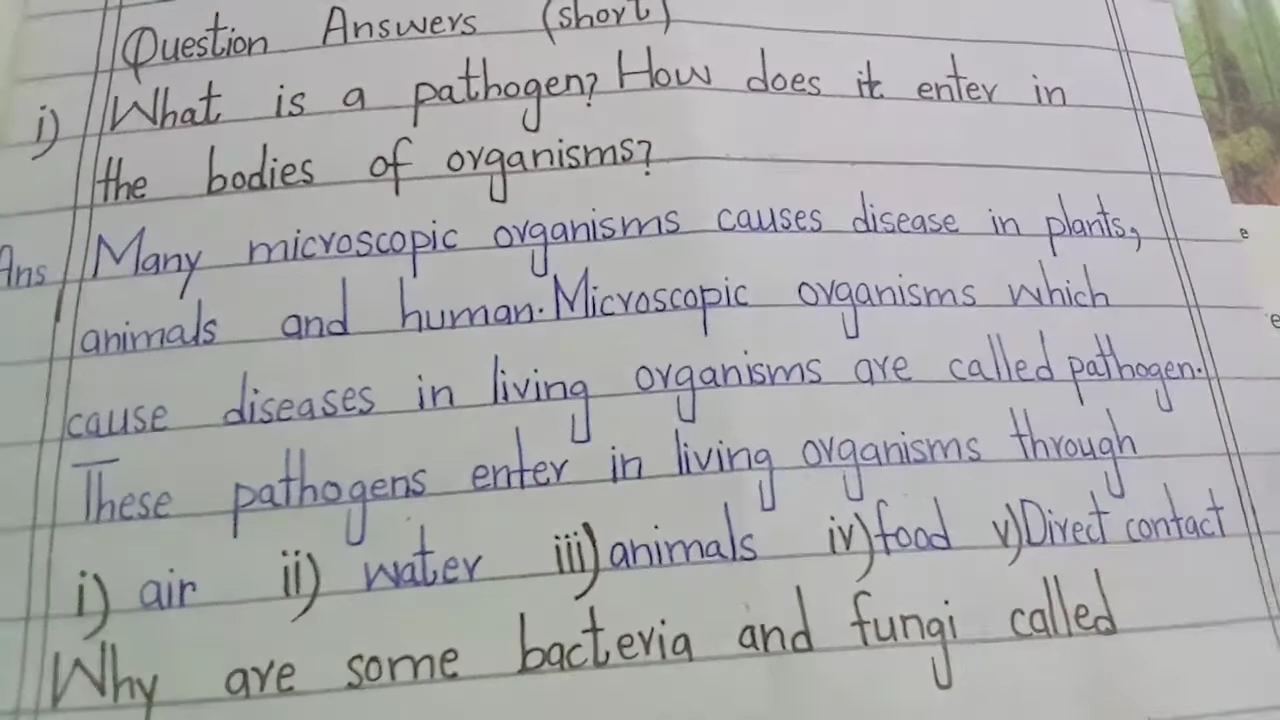 Question Answers (short)
i) What is a pathogen? How does it enter in
the bodies of organisms?
Ans Many microscopic organisms causes disease in plants,
animals and human. Microscopic organisms which
cause diseases in living organisms are called pathogen.
These pathogens enter in living organisms through
i) air ii) water iii) animals iv) food v) Direct contact
Why are some bacteria and fungi called
e
e